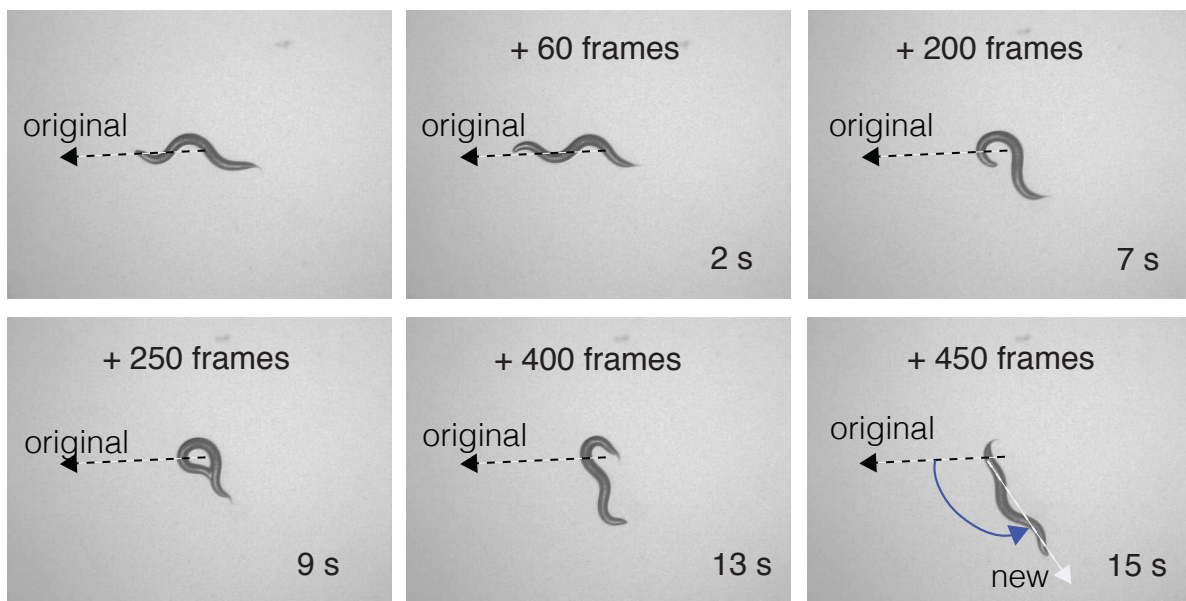 original
+ 60 frames
original
2 s
+ 200 frames
original
7 s
+ 250 frames
original
9 s
+ 400 frames
original
13 s
+ 450 frames
original
new
15 s